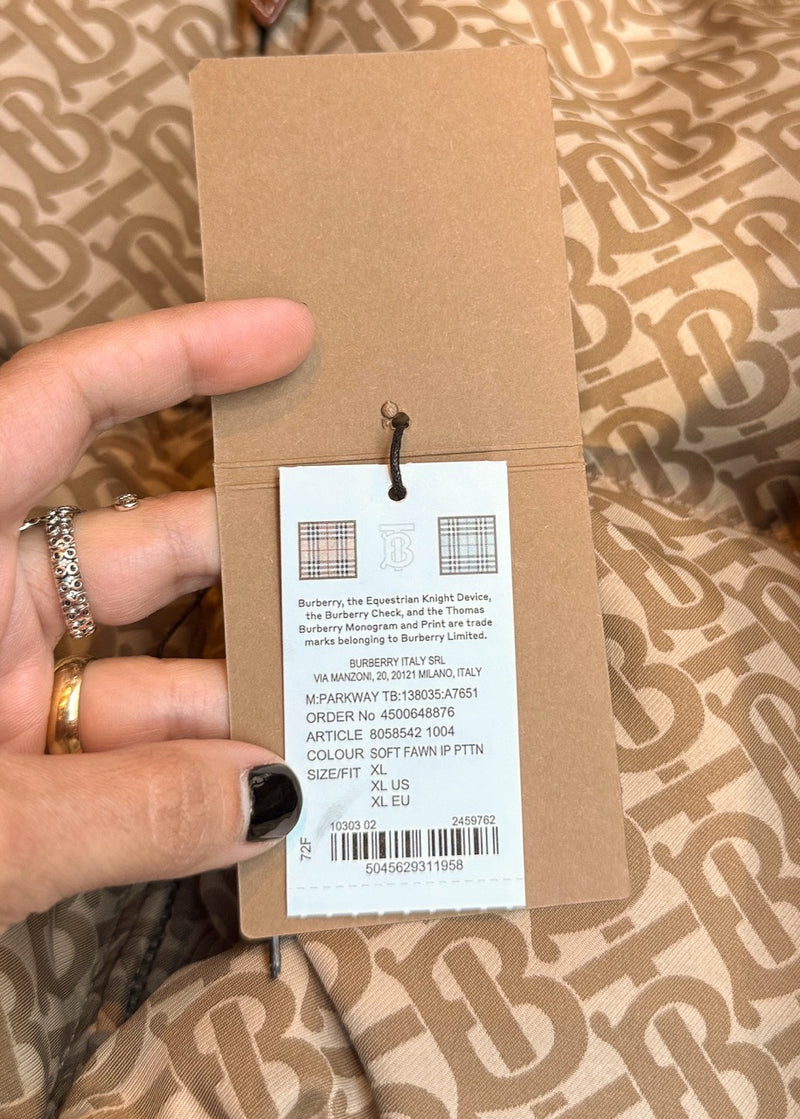 Burberry, the Equestrian Knight Device,
the Burberry Check, and the Thomas
Burberry Monogram and Print are trade
marks belonging to Burberry Limited.
BURBERRY ITALY SRL
VIA MANZONI, 20, 20121 MILANO, ITALY
M:PARKWAY TB:138035:A7651
ORDER No 4500648876
ARTICLE 8058542 1004
COLOUR SOFT FAWN IP PTTN
SIZE/FIT XL
XL US
XL EU
10303 02 2459762
72F
5045629311958